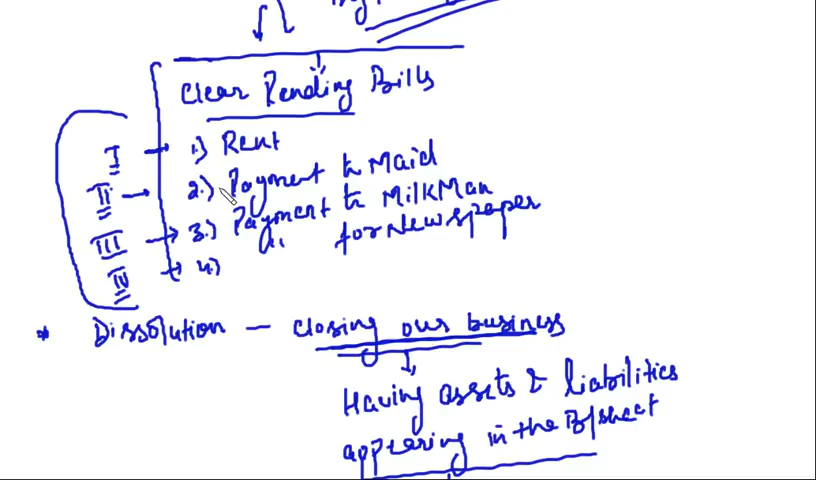 Clear Pending Bills
I → 1.) Rent
II → 2.) Payment to Maid
III → 3.) Payment to MilkMan
" for Newspaper
IV → 4.)
* Dissolution — closing our business
Having assets & liabilities
appearing in the B/sheet